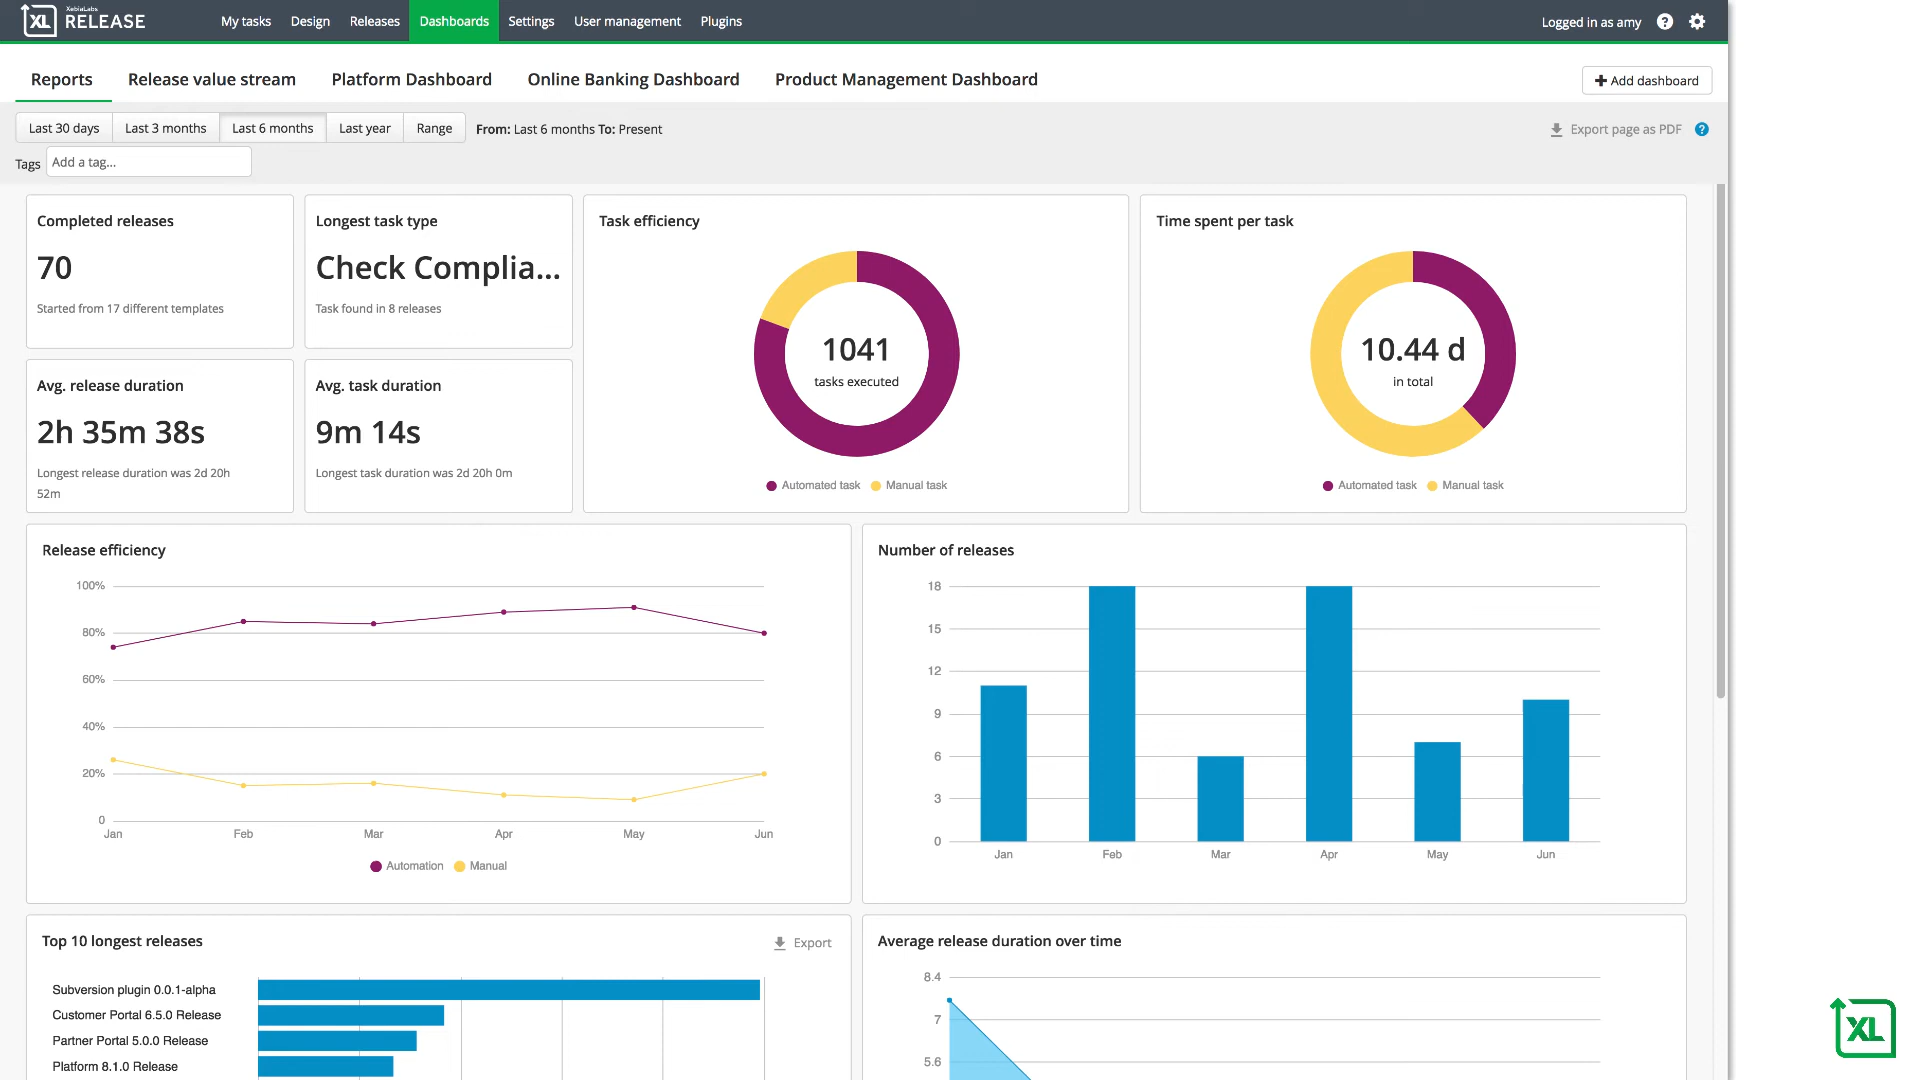 XebiaLabs
XL RELEASE
My tasks Design Releases Dashboards Settings User management Plugins
Logged in as amy ?
Reports Release value stream Platform Dashboard Online Banking Dashboard Product Management Dashboard
Add dashboard
Last 30 days Last 3 months Last 6 months Last year Range From: Last 6 months To: Present
Export page as PDF ?
Tags Add a tag...
Completed releases
70
Started from 17 different templates
Longest task type
Check Complia...
Task found in 8 releases
Avg. release duration
2h 35m 38s
Longest release duration was 2d 20h
52m
Avg. task duration
9m 14s
Longest task duration was 2d 20h 0m
Task efficiency
1041
tasks executed
Automated task Manual task
Time spent per task
10.44 d
in total
Automated task Manual task
Release efficiency
100%
80%
60%
40%
20%
0
Jan Feb Mar Apr May Jun
Automation Manual
Number of releases
18
15
12
9
6
3
0
Jan Feb Mar Apr May Jun
Top 10 longest releases
Export
Subversion plugin 0.0.1-alpha
Customer Portal 6.5.0 Release
Partner Portal 5.0.0 Release
Platform 8.1.0 Release
Average release duration over time
8.4
7
5.6
XL